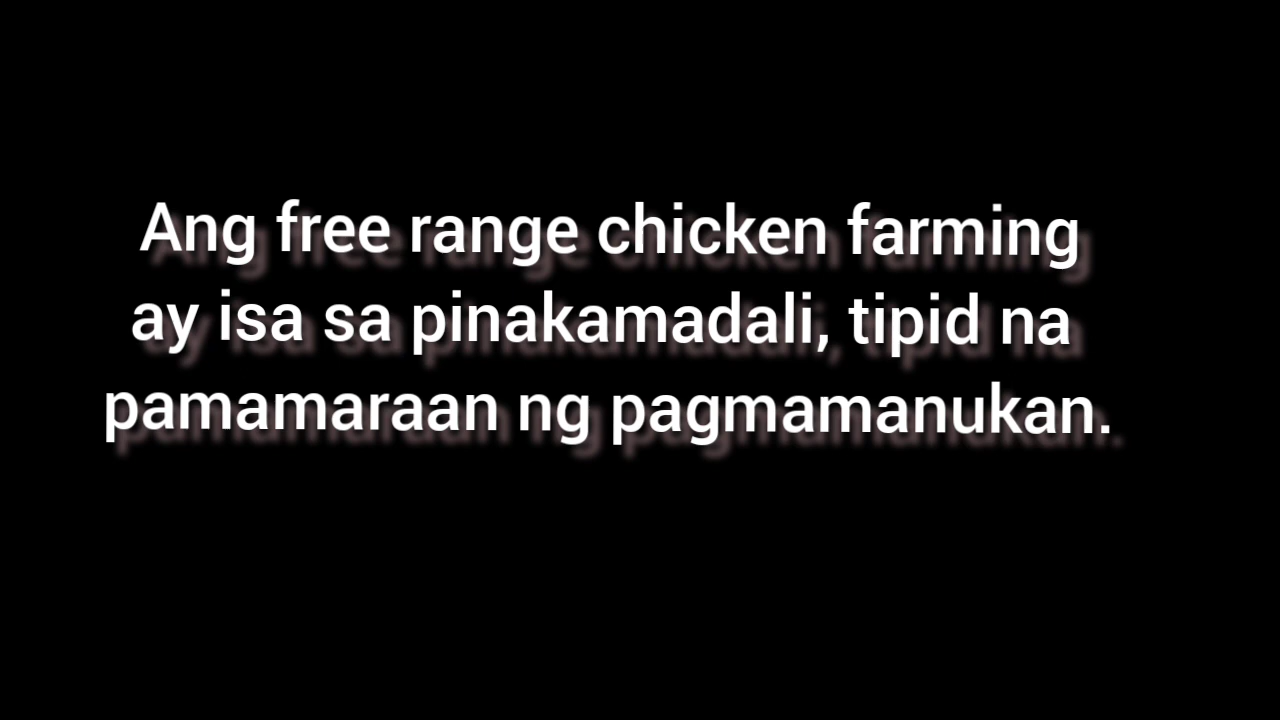 Ang free range chicken farming
ay isa sa pinakamadali, tipid na
pamamaraan ng pagmamanukan.